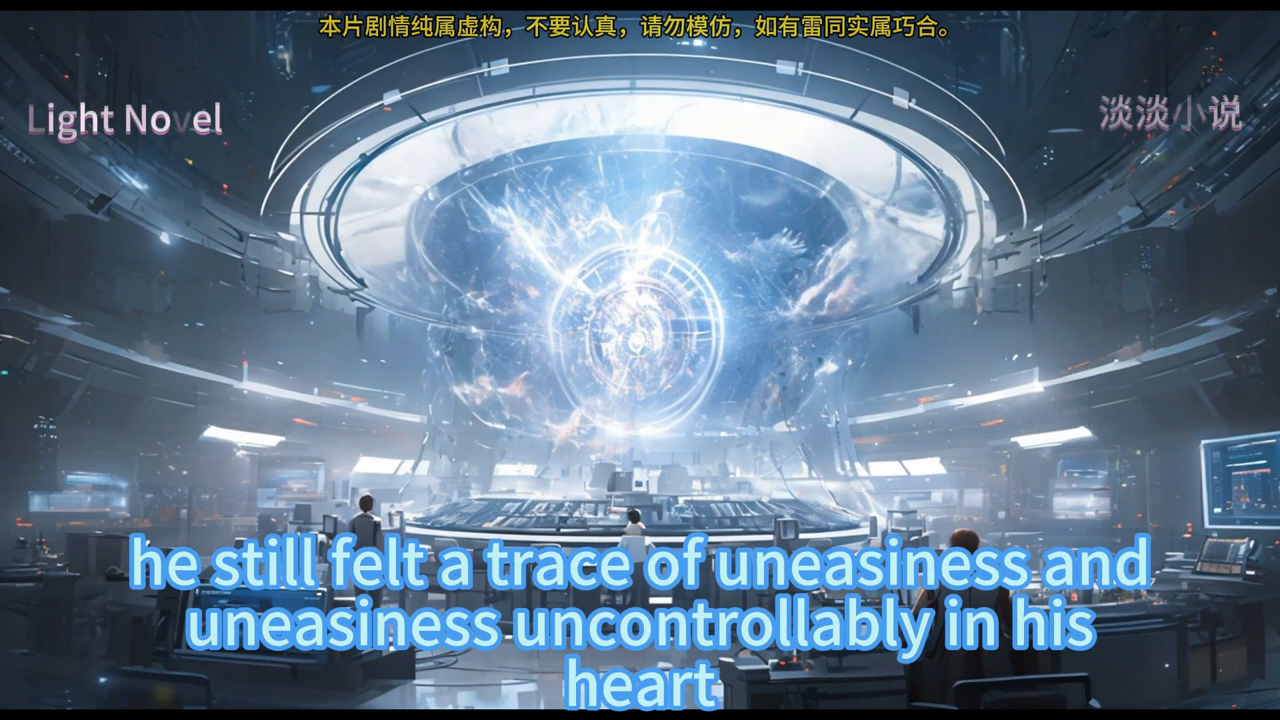 本片剧情纯属虚构，不要认真，请勿模仿，如有雷同实属巧合。
Light Novel
淡淡小说
he still felt a trace of uneasiness and
uneasiness uncontrollably in his
heart